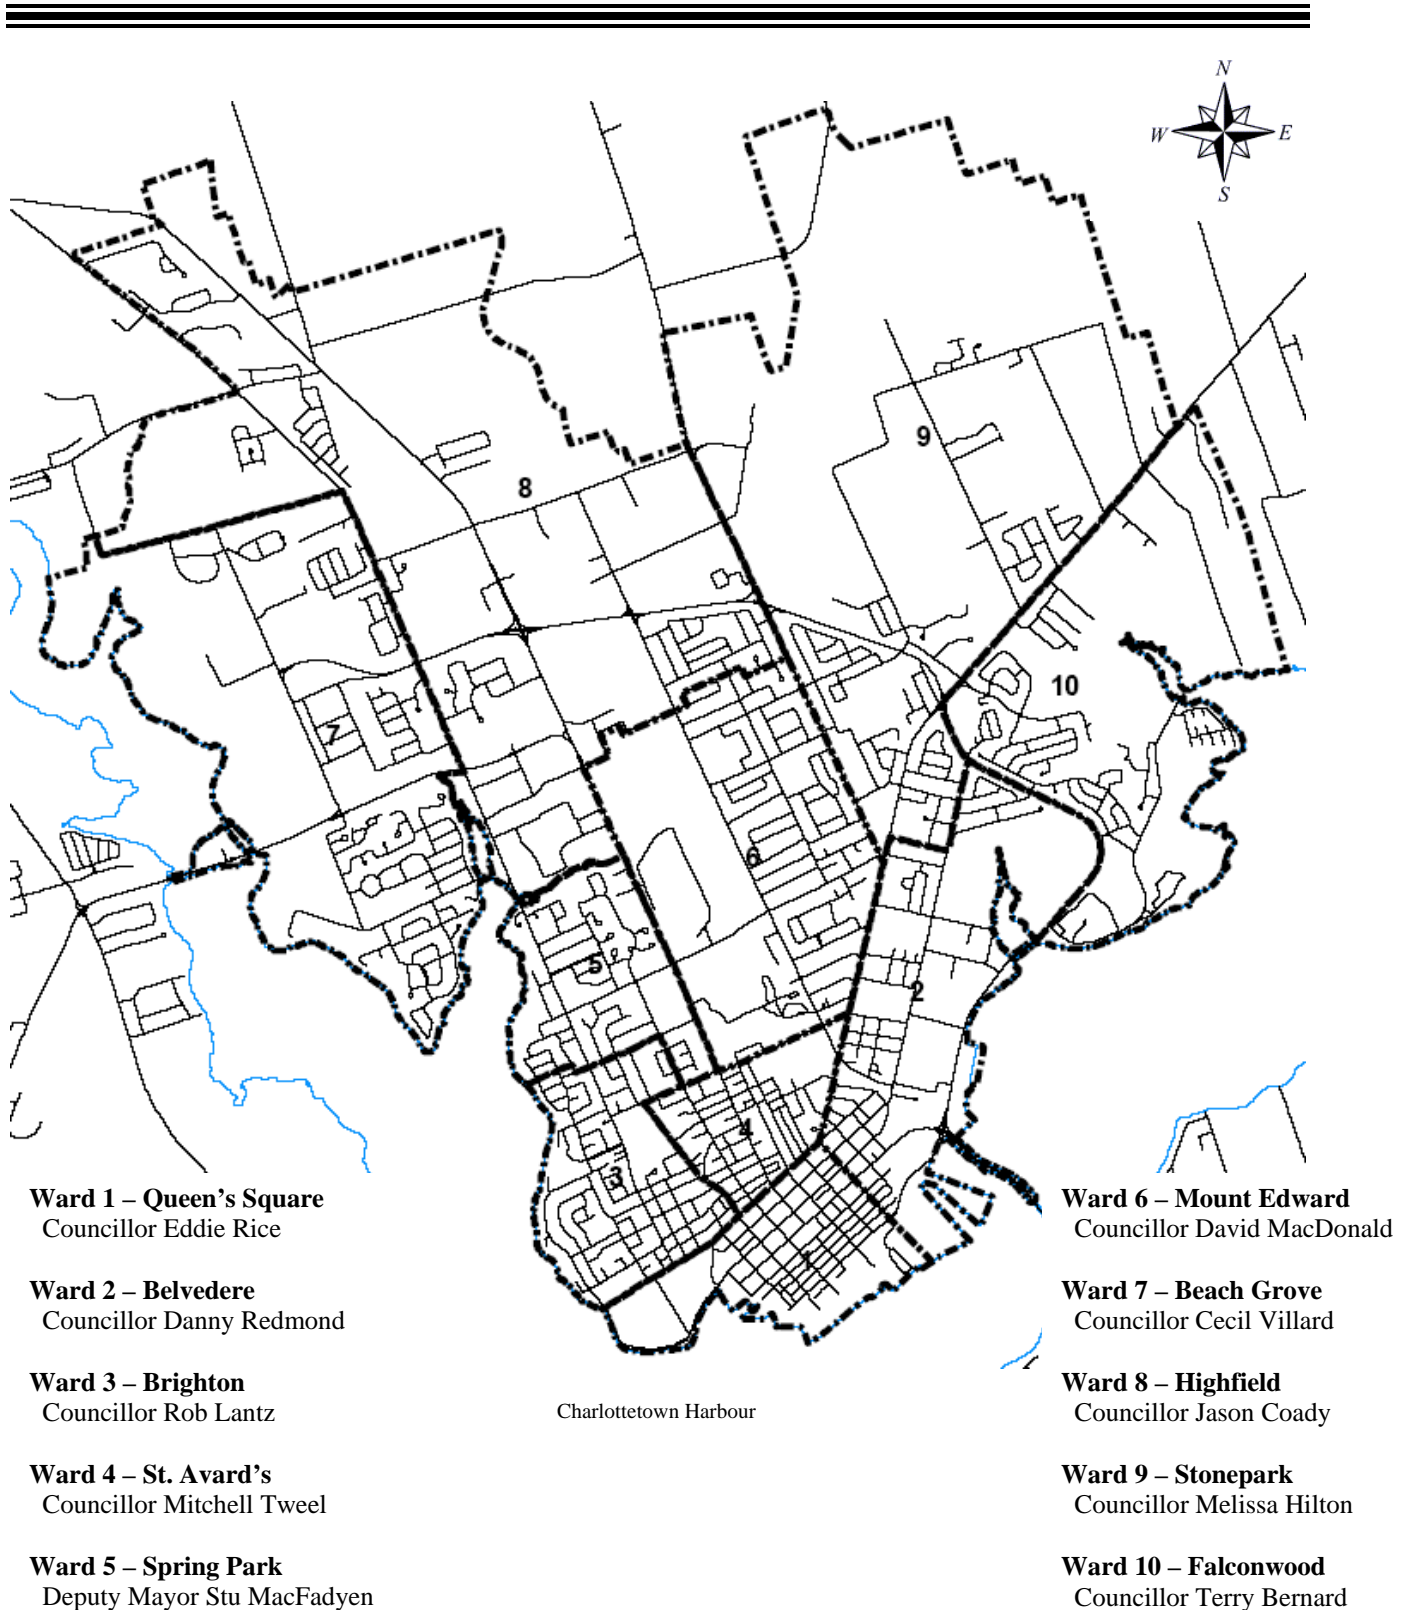 N
W E
S
9
8
10
7
6
5
2
4
3
1
Ward 1 – Queen's Square
Councillor Eddie Rice
Ward 2 – Belvedere
Councillor Danny Redmond
Ward 3 – Brighton
Councillor Rob Lantz
Ward 4 – St. Avard's
Councillor Mitchell Tweel
Ward 5 – Spring Park
Deputy Mayor Stu MacFadyen
Charlottetown Harbour
Ward 6 – Mount Edward
Councillor David MacDonald
Ward 7 – Beach Grove
Councillor Cecil Villard
Ward 8 – Highfield
Councillor Jason Coady
Ward 9 – Stonepark
Councillor Melissa Hilton
Ward 10 – Falconwood
Councillor Terry Bernard